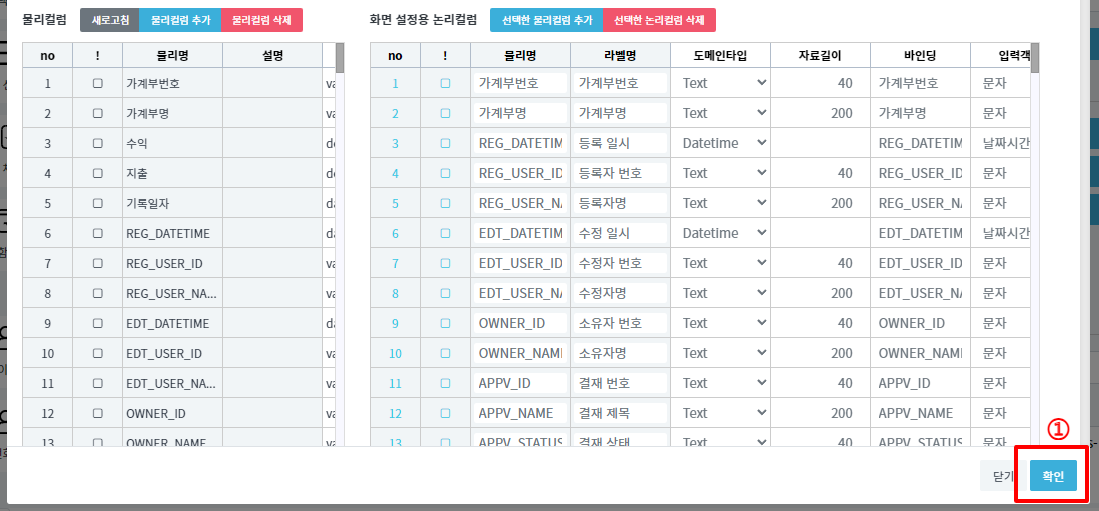 물리컬럼 새로고침 물리컬럼 추가 물리컬럼 삭제 화면 설정용 논리컬럼 선택한 물리컬럼 추가 선택한 논리컬럼 삭제
no ! 물리명 설명 no ! 물리명 라벨명 도메인타입 자료길이 바인딩 입력객
1 가계부번호 va 1 가계부번호 가계부번호 Text 40 가계부번호 문자
2 가계부명 va 2 가계부명 가계부명 Text 200 가계부명 문자
3 수익 de 3 REG_DATETIM 등록 일시 Datetime REG_DATETIM 날짜시간
4 지출 de 4 REG_USER_ID 등록자 번호 Text 40 REG_USER_ID 문자
5 기록일자 da 5 REG_USER_NA 등록자명 Text 200 REG_USER_NA 문자
6 REG_DATETIME da 6 EDT_DATETIM 수정 일시 Datetime EDT_DATETIM 날짜시간
7 REG_USER_ID va 7 EDT_USER_ID 수정자 번호 Text 40 EDT_USER_ID 문자
8 REG_USER_NA... va 8 EDT_USER_NA 수정자명 Text 200 EDT_USER_NA 문자
9 EDT_DATETIME da 9 OWNER_ID 소유자 번호 Text 40 OWNER_ID 문자
10 EDT_USER_ID va 10 OWNER_NAME 소유자명 Text 200 OWNER_NAME 문자
11 EDT_USER_NA... va 11 APPV_ID 결재 번호 Text 40 APPV_ID 문자
12 OWNER_ID va 12 APPV_NAME 결재 제목 Text 200 APPV_NAME 문자
13 OWNER_NAME va 13 APPV_STATUS 결재 상태 Text 40 APPV_STATUS 문자
①
닫기 확인